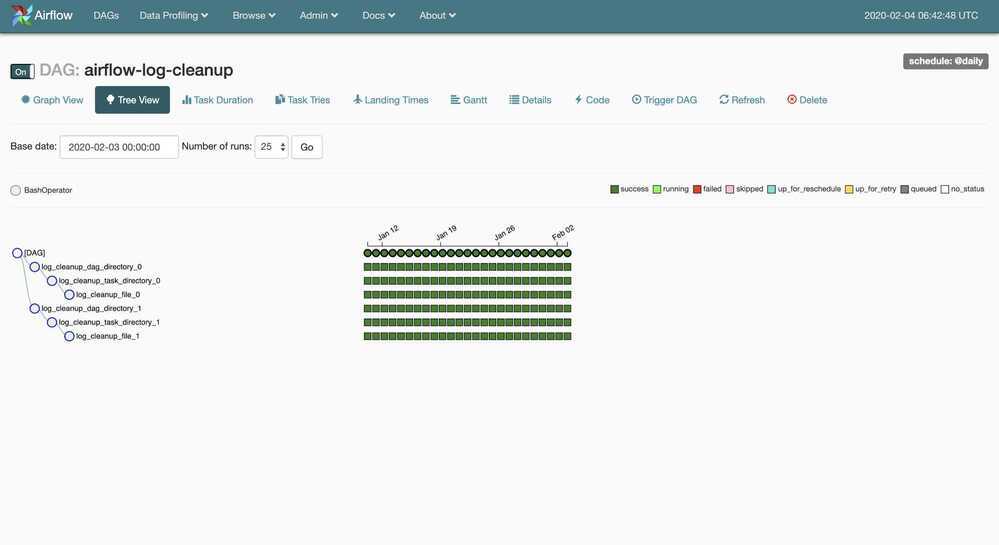 Airflow DAGs Data Profiling Browse Admin Docs About 2020-02-04 06:42:48 UTC
On DAG: airflow-log-cleanup schedule: @daily
Graph View Tree View Task Duration Task Tries Landing Times Gantt Details Code Trigger DAG Refresh Delete
Base date: 2020-02-03 00:00:00 Number of runs: 25 Go
BashOperator success running failed skipped up_for_reschedule up_for_retry queued no_status
Jan 12 Jan 19 Jan 26 Feb 02
[DAG]
log_cleanup_dag_directory_0
log_cleanup_task_directory_0
log_cleanup_file_0
log_cleanup_dag_directory_1
log_cleanup_task_directory_1
log_cleanup_file_1